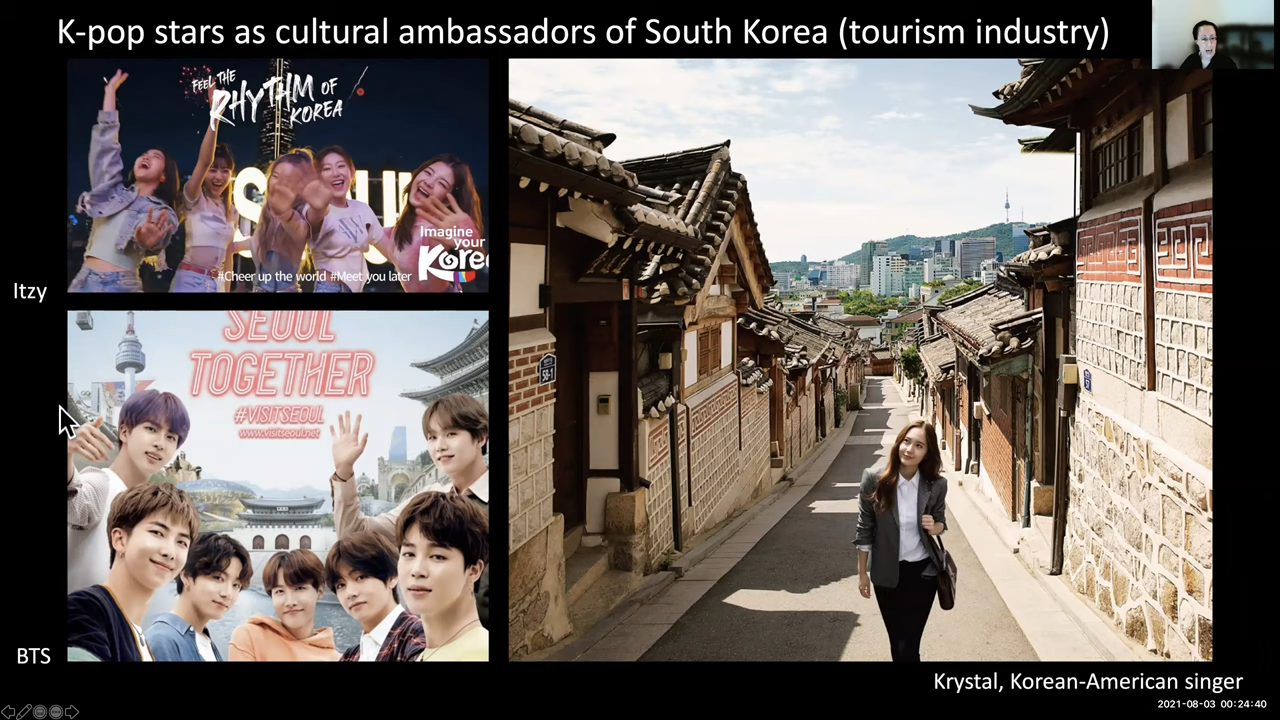 K-pop stars as cultural ambassadors of South Korea (tourism industry)
FEEL THE
RHYTHM OF
KOREA
Imagine
your
#Cheer up the world #Meet you later
Itzy
SEOUL
TOGETHER
#VISITSEOUL
www.visitseoul.net
BTS
58-1
Krystal, Korean-American singer
2021-08-03 00:24:40